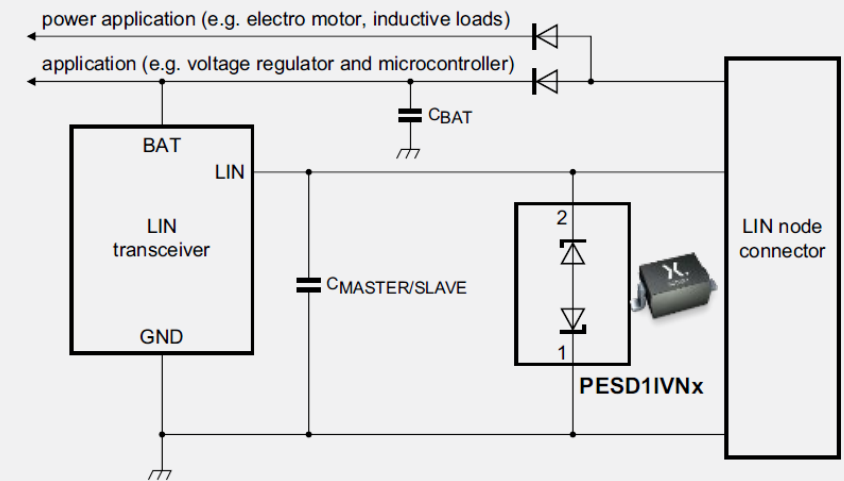 power application (e.g. electro motor, inductive loads)
application (e.g. voltage regulator and microcontroller)
CBAT
BAT
LIN
LIN
transceiver
GND
CMASTER/SLAVE
2
1
PESD1IVNx
LIN node
connector